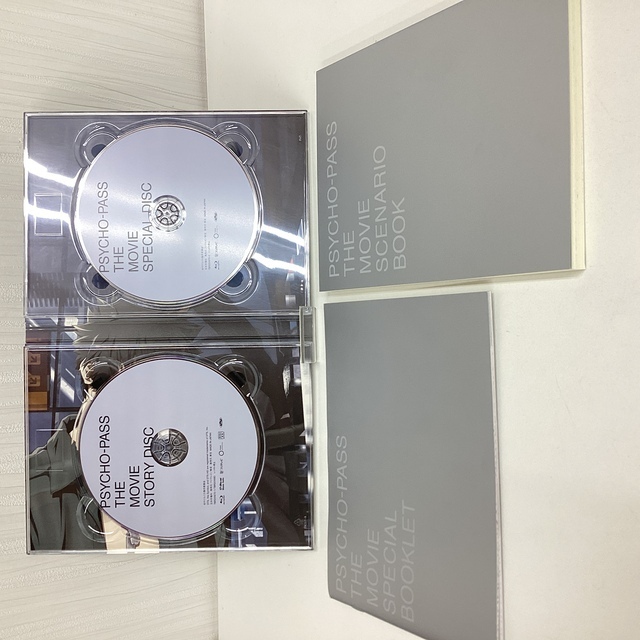 PSYCHO-PASS
THE
MOVIE
SPECIAL DISC
PSYCHO-PASS
THE
MOVIE
STORY DISC
PSYCHO-PASS
THE
MOVIE
SCENARIO
BOOK
PSYCHO-PASS
THE
MOVIE
SPECIAL
BOOKLET